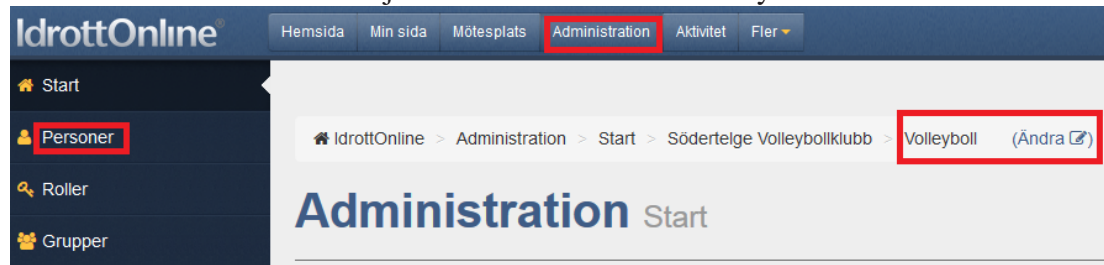 IdrottOnline®
Hemsida Min sida Mötesplats Administration Aktivitet Fler
Start
Personer
IdrottOnline > Administration > Start > Södertelge Volleybollklubb > Volleyboll (Ändra)
Roller
Administration Start
Grupper